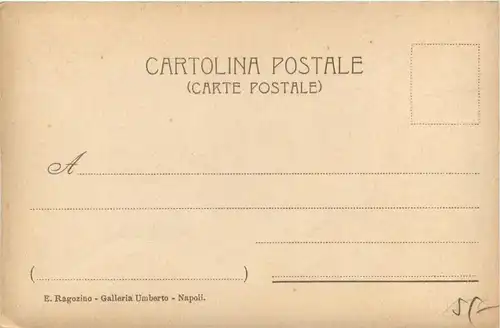 CARTOLINA POSTALE
(CARTE POSTALE)
A
( )
E. Ragozino - Galleria Umberto - Napoli.